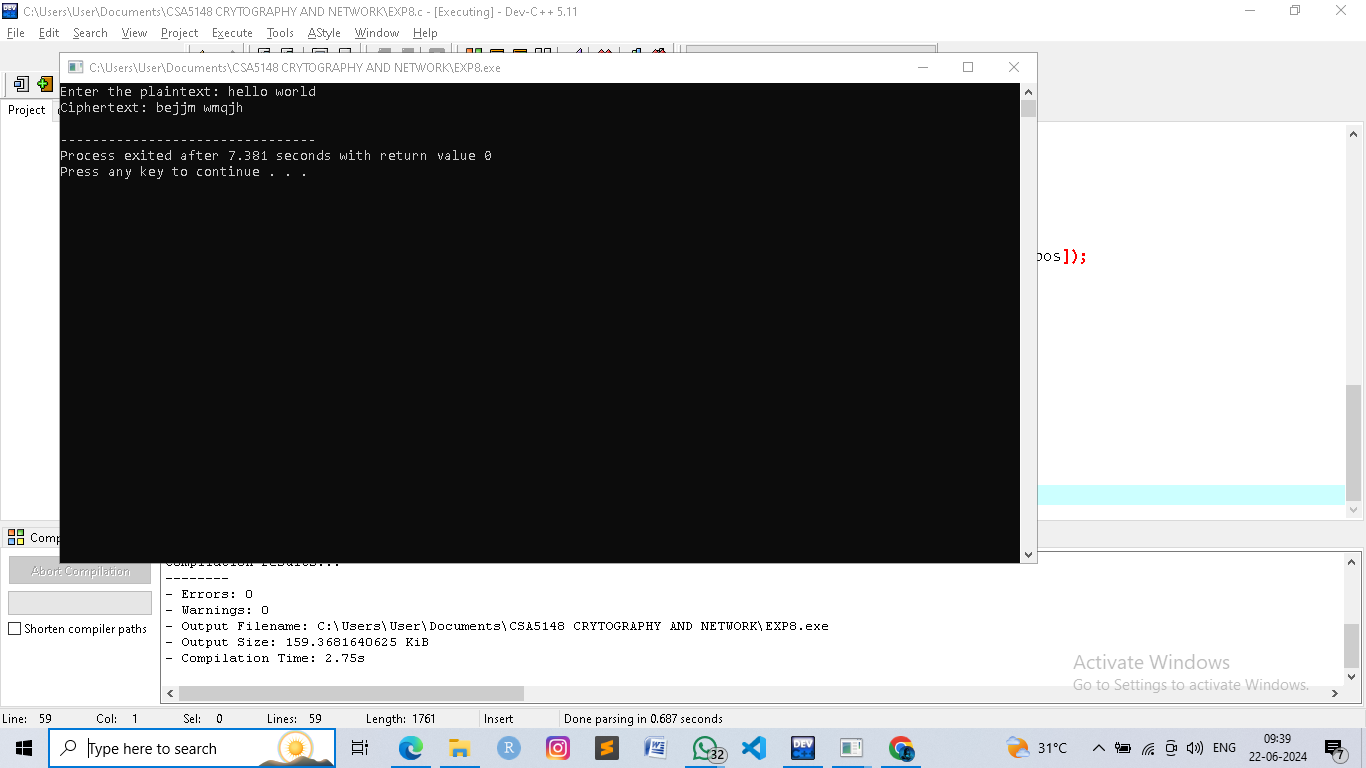 C:\Users\User\Documents\CSA5148 CRYTOGRAPHY AND NETWORK\EXP8.c - [Executing] - Dev-C++ 5.11
File Edit Search View Project Execute Tools AStyle Window Help
C:\Users\User\Documents\CSA5148 CRYTOGRAPHY AND NETWORK\EXP8.exe
Project
Enter the plaintext: hello world
Ciphertext: bejjm wmqjh
--------------------------------
Process exited after 7.381 seconds with return value 0
Press any key to continue . . .
pos]);
Comp
Abort Compilation
Shorten compiler paths
Compilation results...
--------
- Errors: 0
- Warnings: 0
- Output Filename: C:\Users\User\Documents\CSA5148 CRYTOGRAPHY AND NETWORK\EXP8.exe
- Output Size: 159.3681640625 KiB
- Compilation Time: 2.75s
Activate Windows
Go to Settings to activate Windows.
Line: 59 Col: 1 Sel: 0 Lines: 59 Length: 1761 Insert Done parsing in 0.687 seconds
Type here to search
32
31°C
ENG
09:39
22-06-2024
7